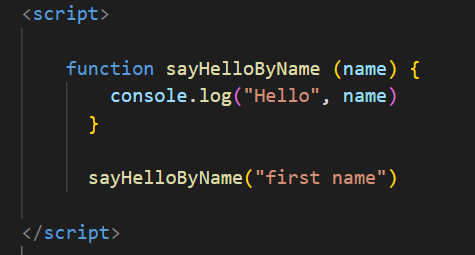 <script>
function sayHelloByName (name) {
console.log("Hello", name)
}
sayHelloByName("first name")
</script>